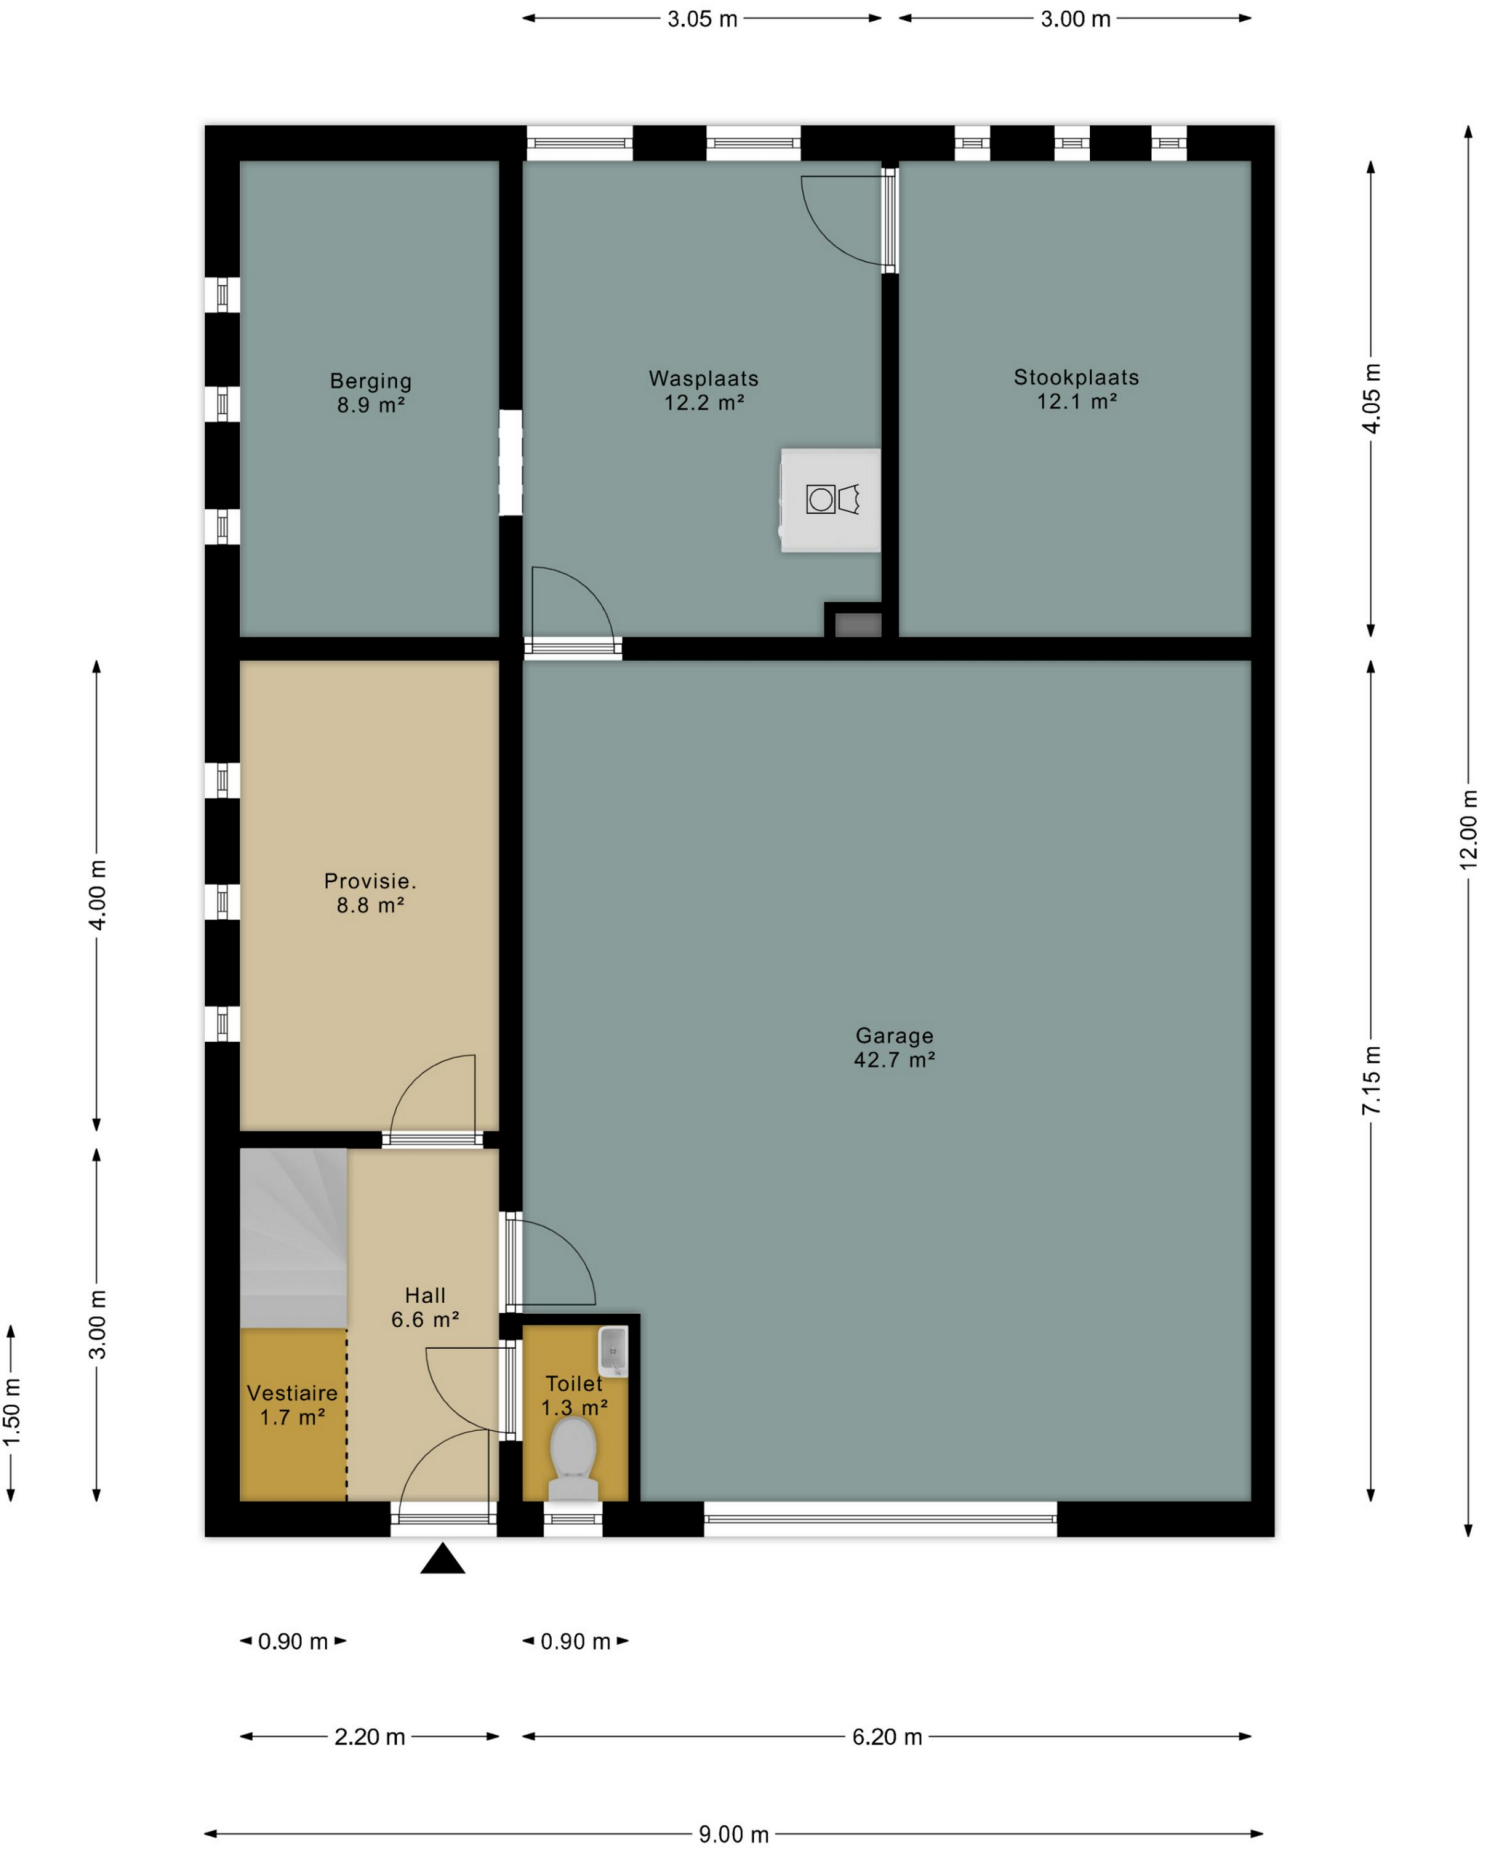 3.05 m
3.00 m
Berging
8.9 m²
Wasplaats
12.2 m²
Stookplaats
12.1 m²
4.05 m
Provisie.
8.8 m²
4.00 m
12.00 m
Garage
42.7 m²
7.15 m
Hall
6.6 m²
3.00 m
Vestiaire
1.7 m²
Toilet
1.3 m²
1.50 m
0.90 m
0.90 m
2.20 m
6.20 m
9.00 m